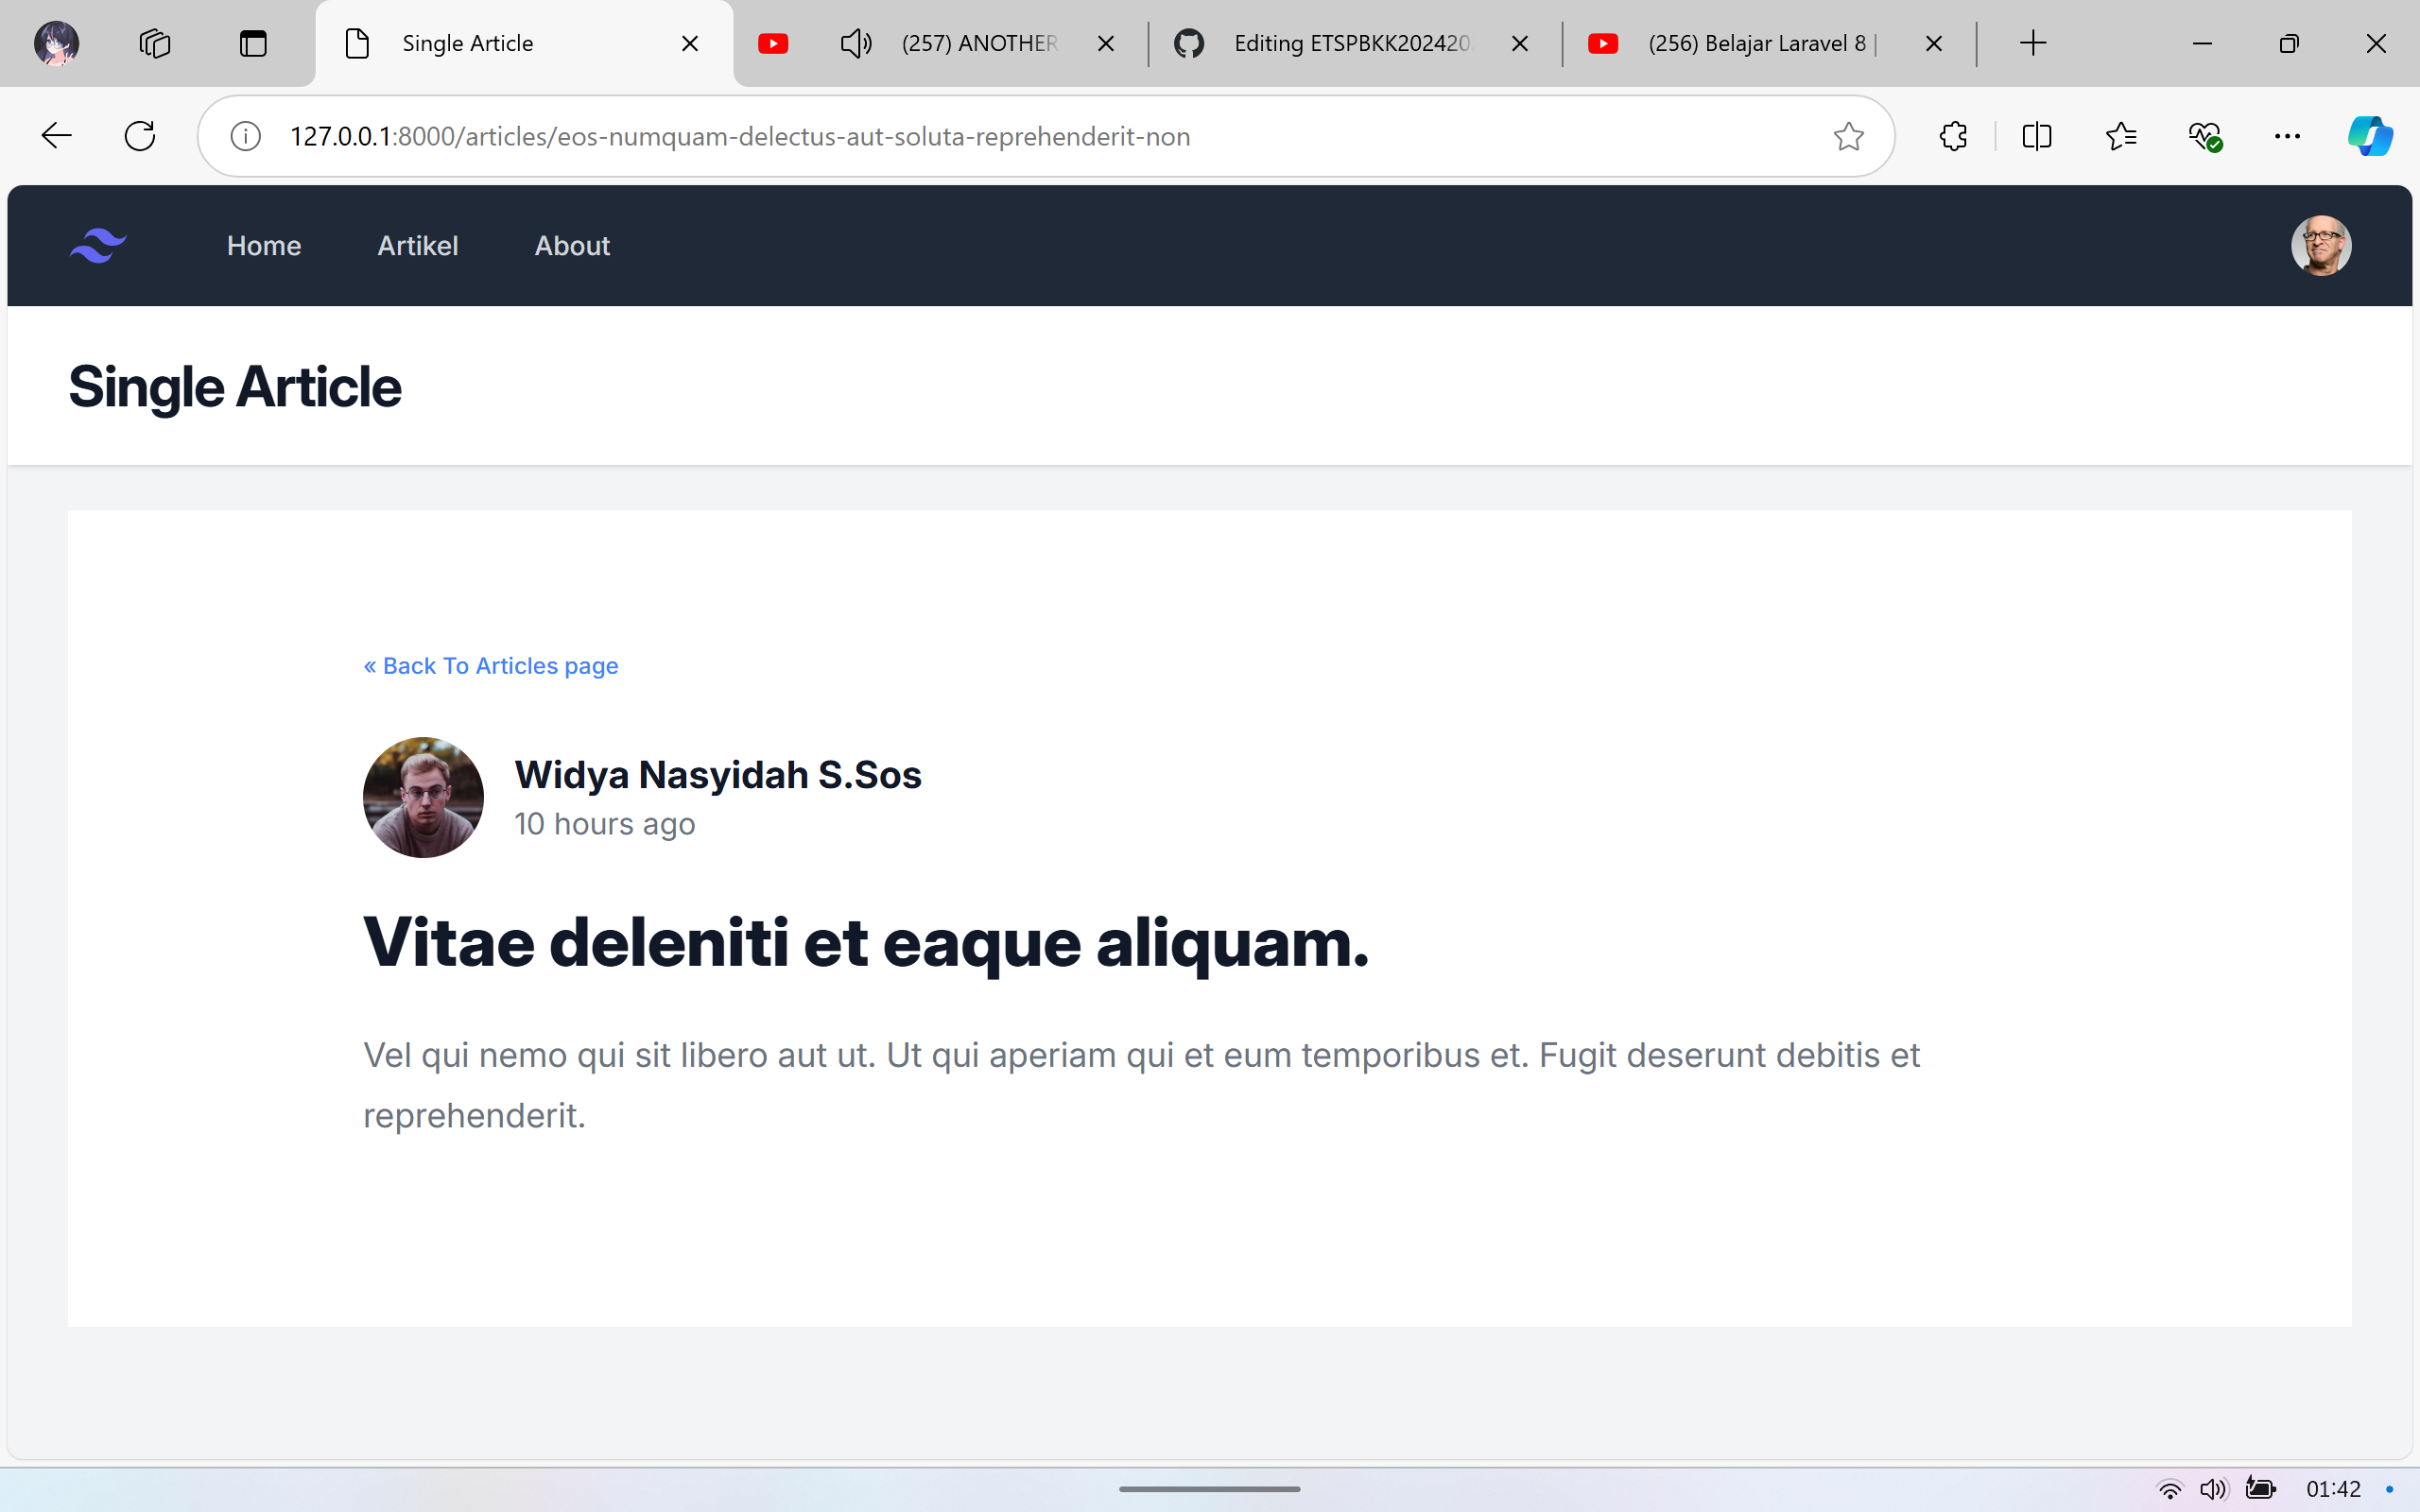 Single Article
(257) ANOTHER
Editing ETSPBKK202420
(256) Belajar Laravel 8 |
127.0.0.1:8000/articles/eos-numquam-delectus-aut-soluta-reprehenderit-non
Home Artikel About
Single Article
« Back To Articles page
Widya Nasyidah S.Sos
10 hours ago
Vitae deleniti et eaque aliquam.
Vel qui nemo qui sit libero aut ut. Ut qui aperiam qui et eum temporibus et. Fugit deserunt debitis et
reprehenderit.
01:42